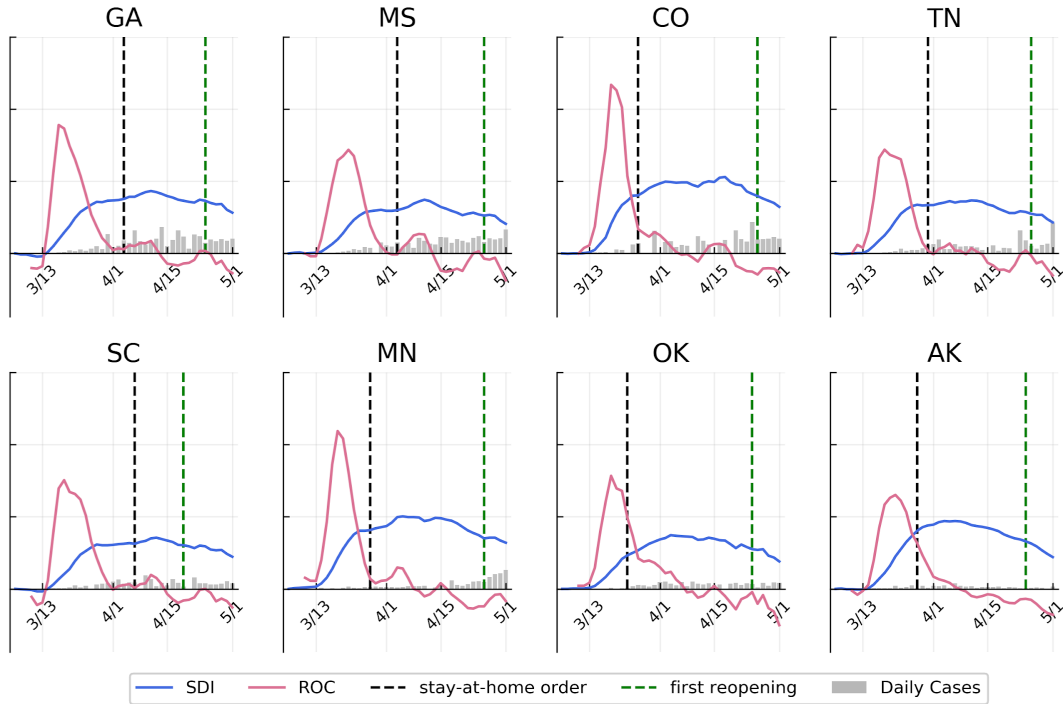 GA MS CO TN
3/13 4/1 4/15 5/1 3/13 4/1 4/15 5/1 3/13 4/1 4/15 5/1 3/13 4/1 4/15 5/1
SC MN OK AK
3/13 4/1 4/15 5/1 3/13 4/1 4/15 5/1 3/13 4/1 4/15 5/1 3/13 4/1 4/15 5/1
SDI ROC stay-at-home order first reopening Daily Cases